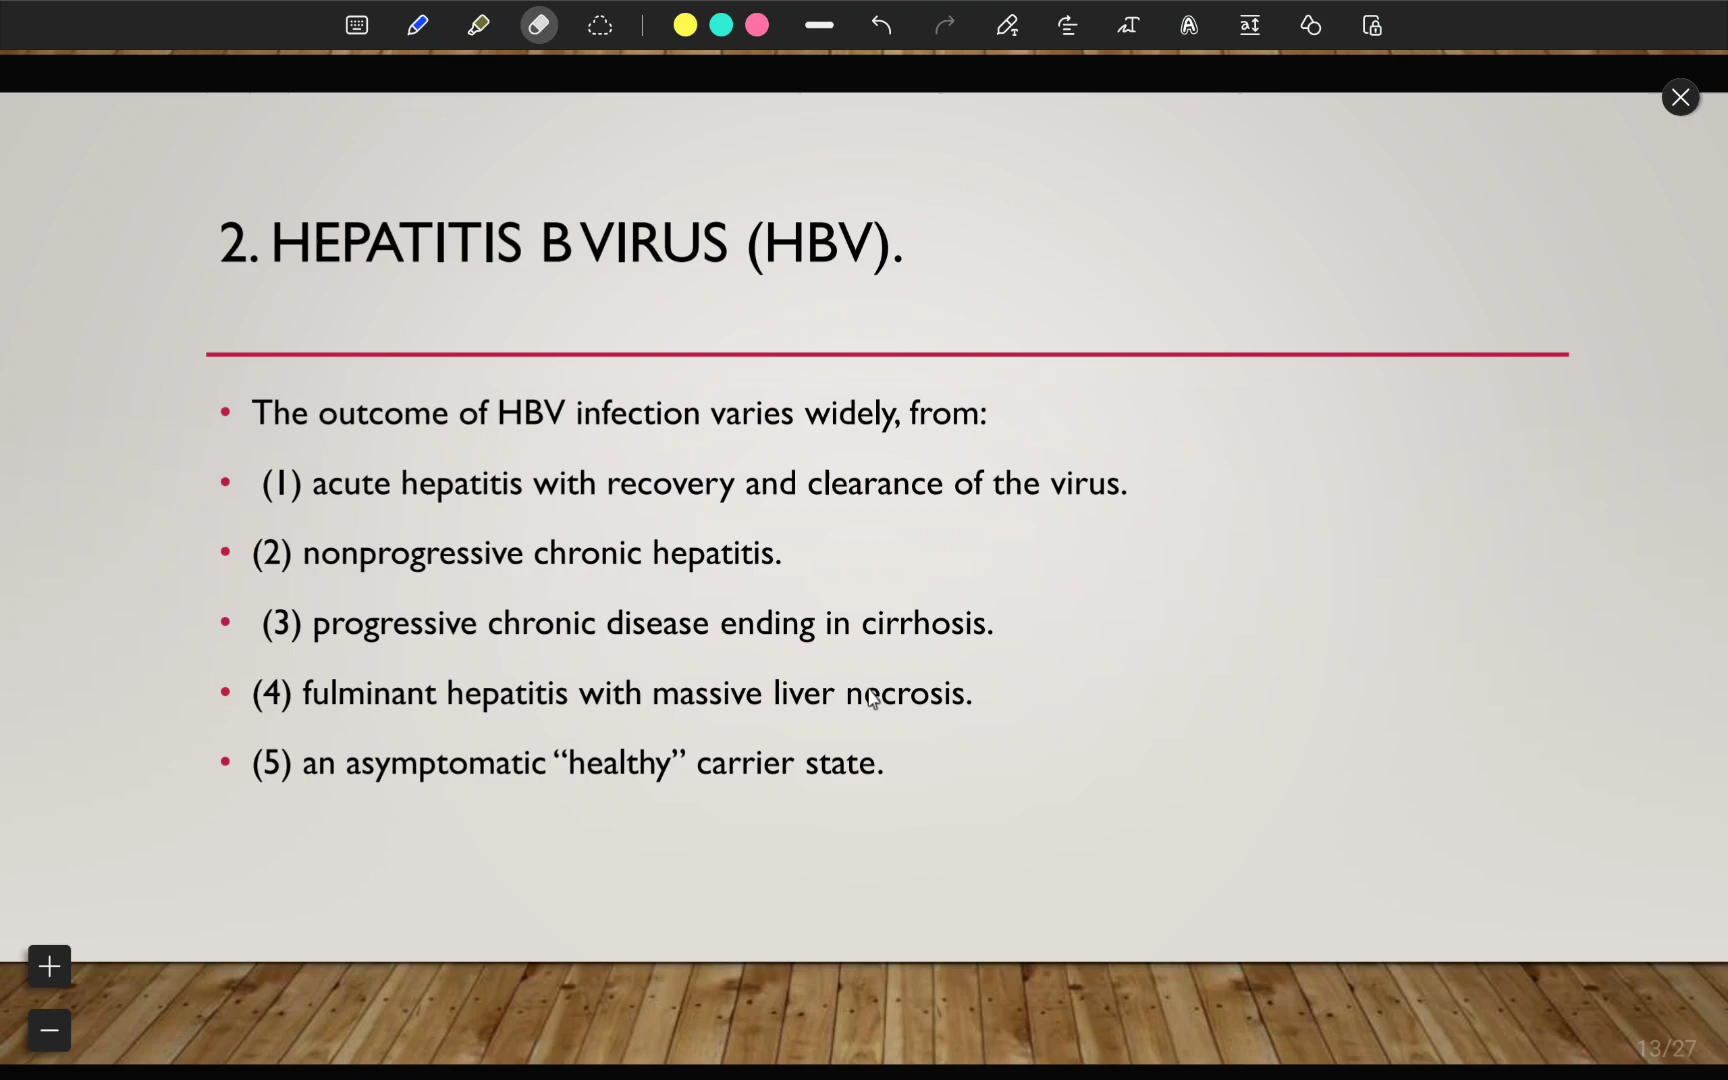 2. HEPATITIS B VIRUS (HBV).
• The outcome of HBV infection varies widely, from:
• (1) acute hepatitis with recovery and clearance of the virus.
• (2) nonprogressive chronic hepatitis.
• (3) progressive chronic disease ending in cirrhosis.
• (4) fulminant hepatitis with massive liver necrosis.
• (5) an asymptomatic “healthy” carrier state.
13/27